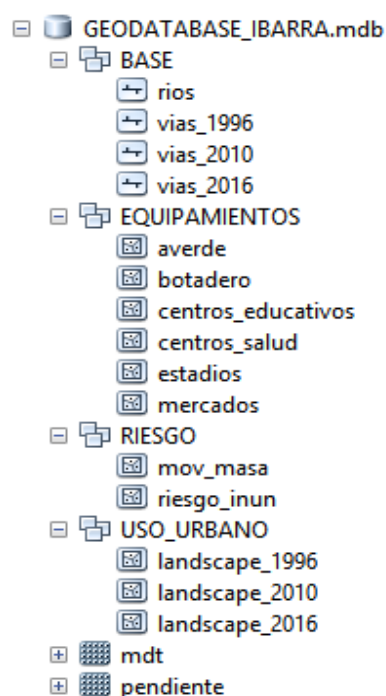 GEODATABASE_IBARRA.mdb
BASE
rios
vias_1996
vias_2010
vias_2016
EQUIPAMIENTOS
averde
botadero
centros_educativos
centros_salud
estadios
mercados
RIESGO
mov_masa
riesgo_inun
USO_URBANO
landscape_1996
landscape_2010
landscape_2016
mdt
pendiente